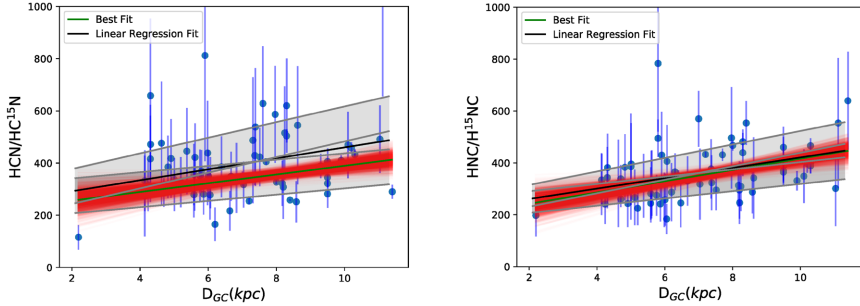 1000
800
600
400
200
0
HCN/HC¹⁵N
Best Fit
Linear Regression Fit
2
4
6
8
10
D_GC(kpc)
1000
800
600
400
200
0
HNC/H¹⁵NC
Best Fit
Linear Regression Fit
2
4
6
8
10
D_GC(kpc)